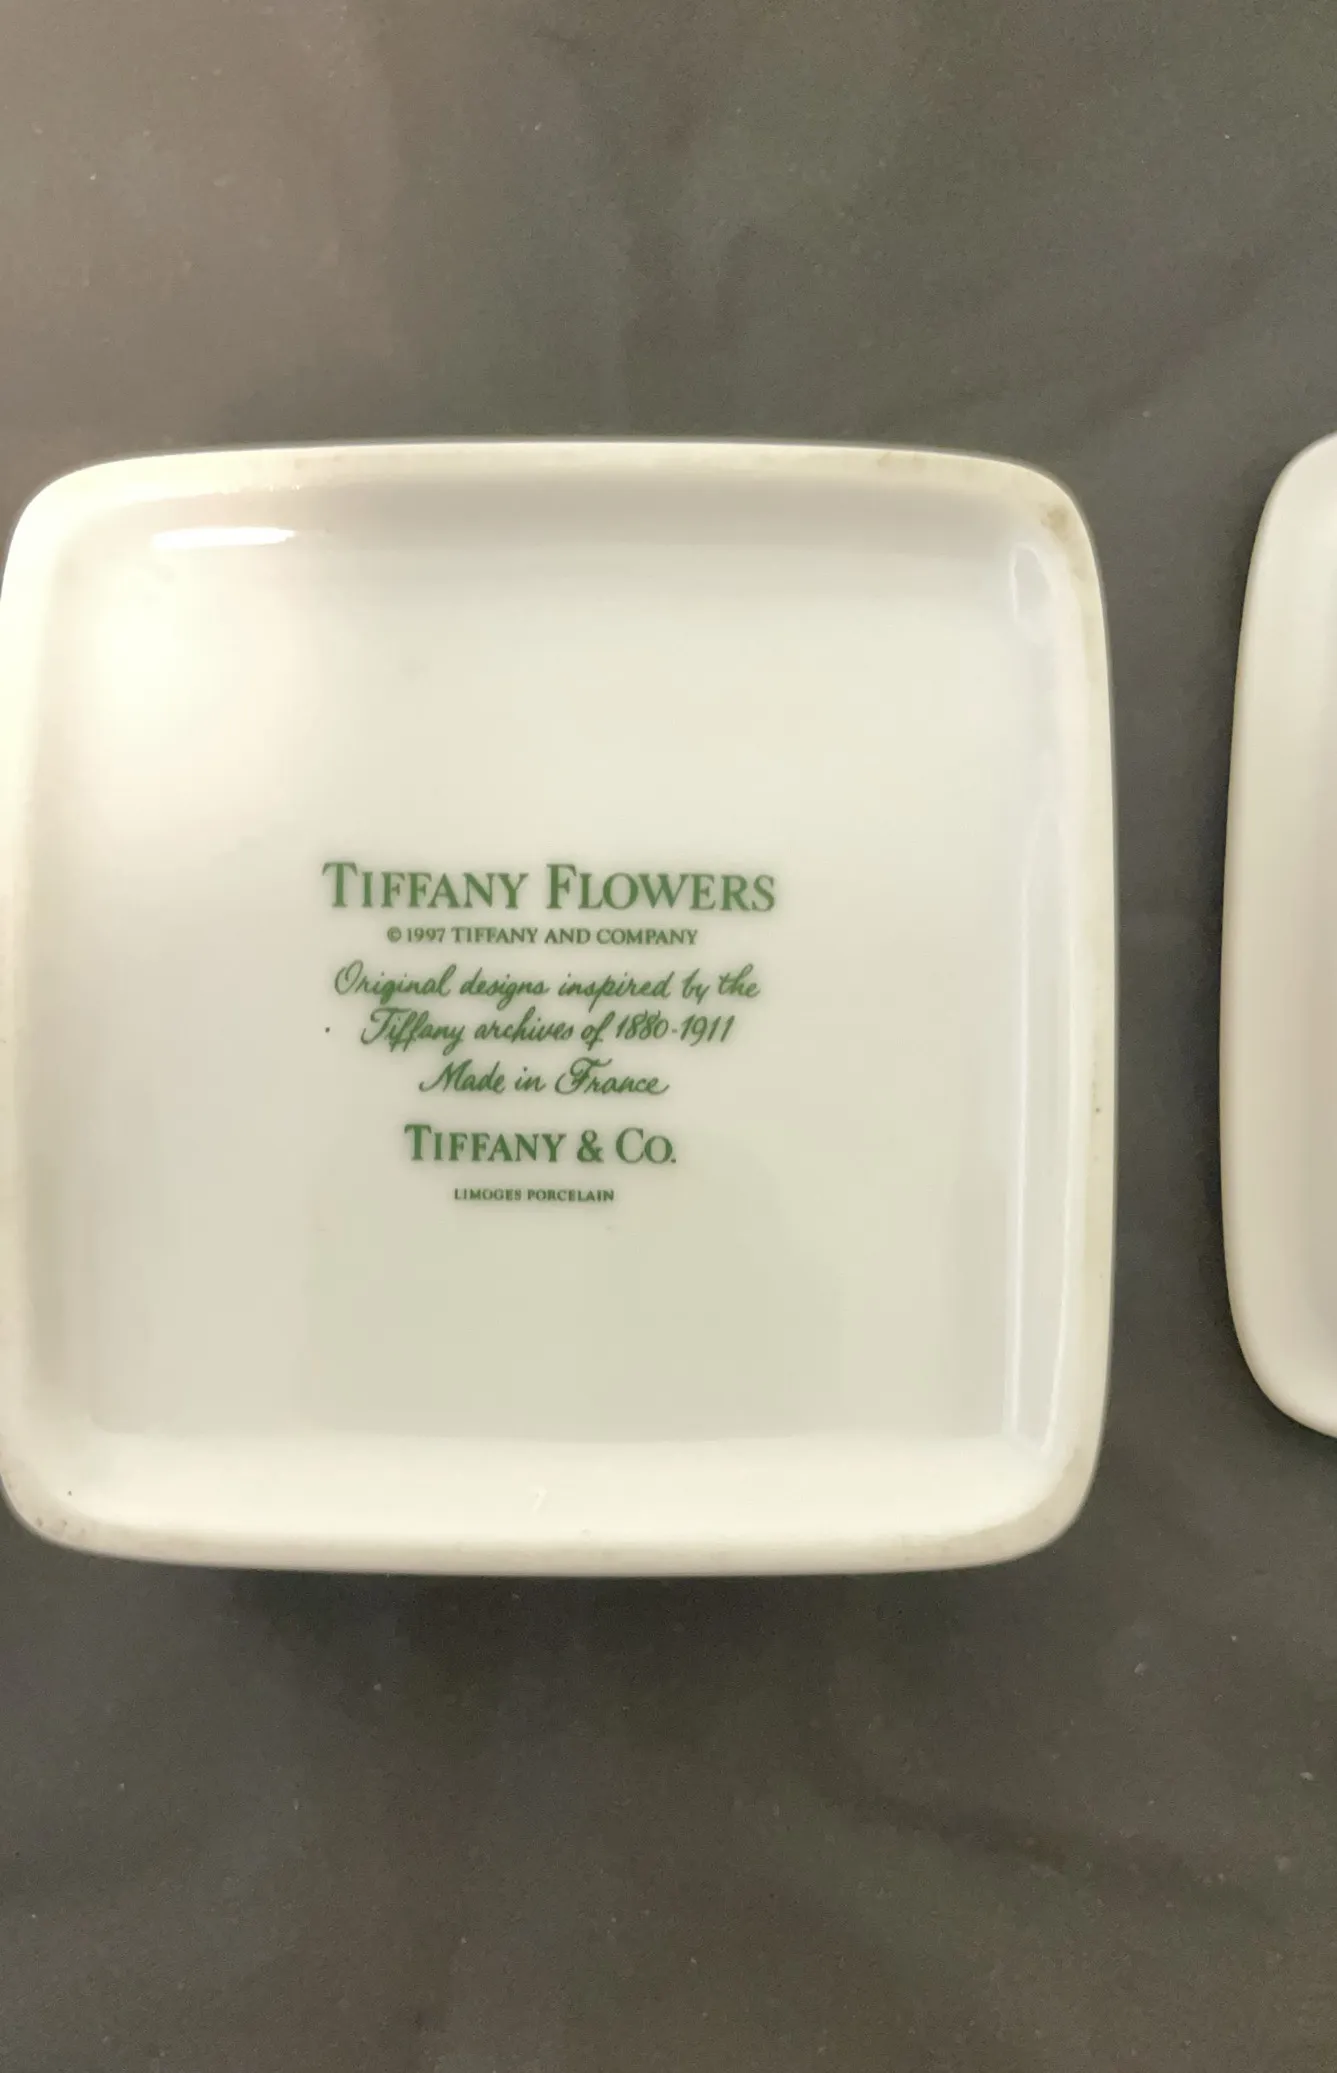 TIFFANY FLOWERS
© 1997 TIFFANY AND COMPANY
Original designs inspired by the
Tiffany archives of 1880-1911
Made in France
TIFFANY & CO.
LIMOGES PORCELAIN